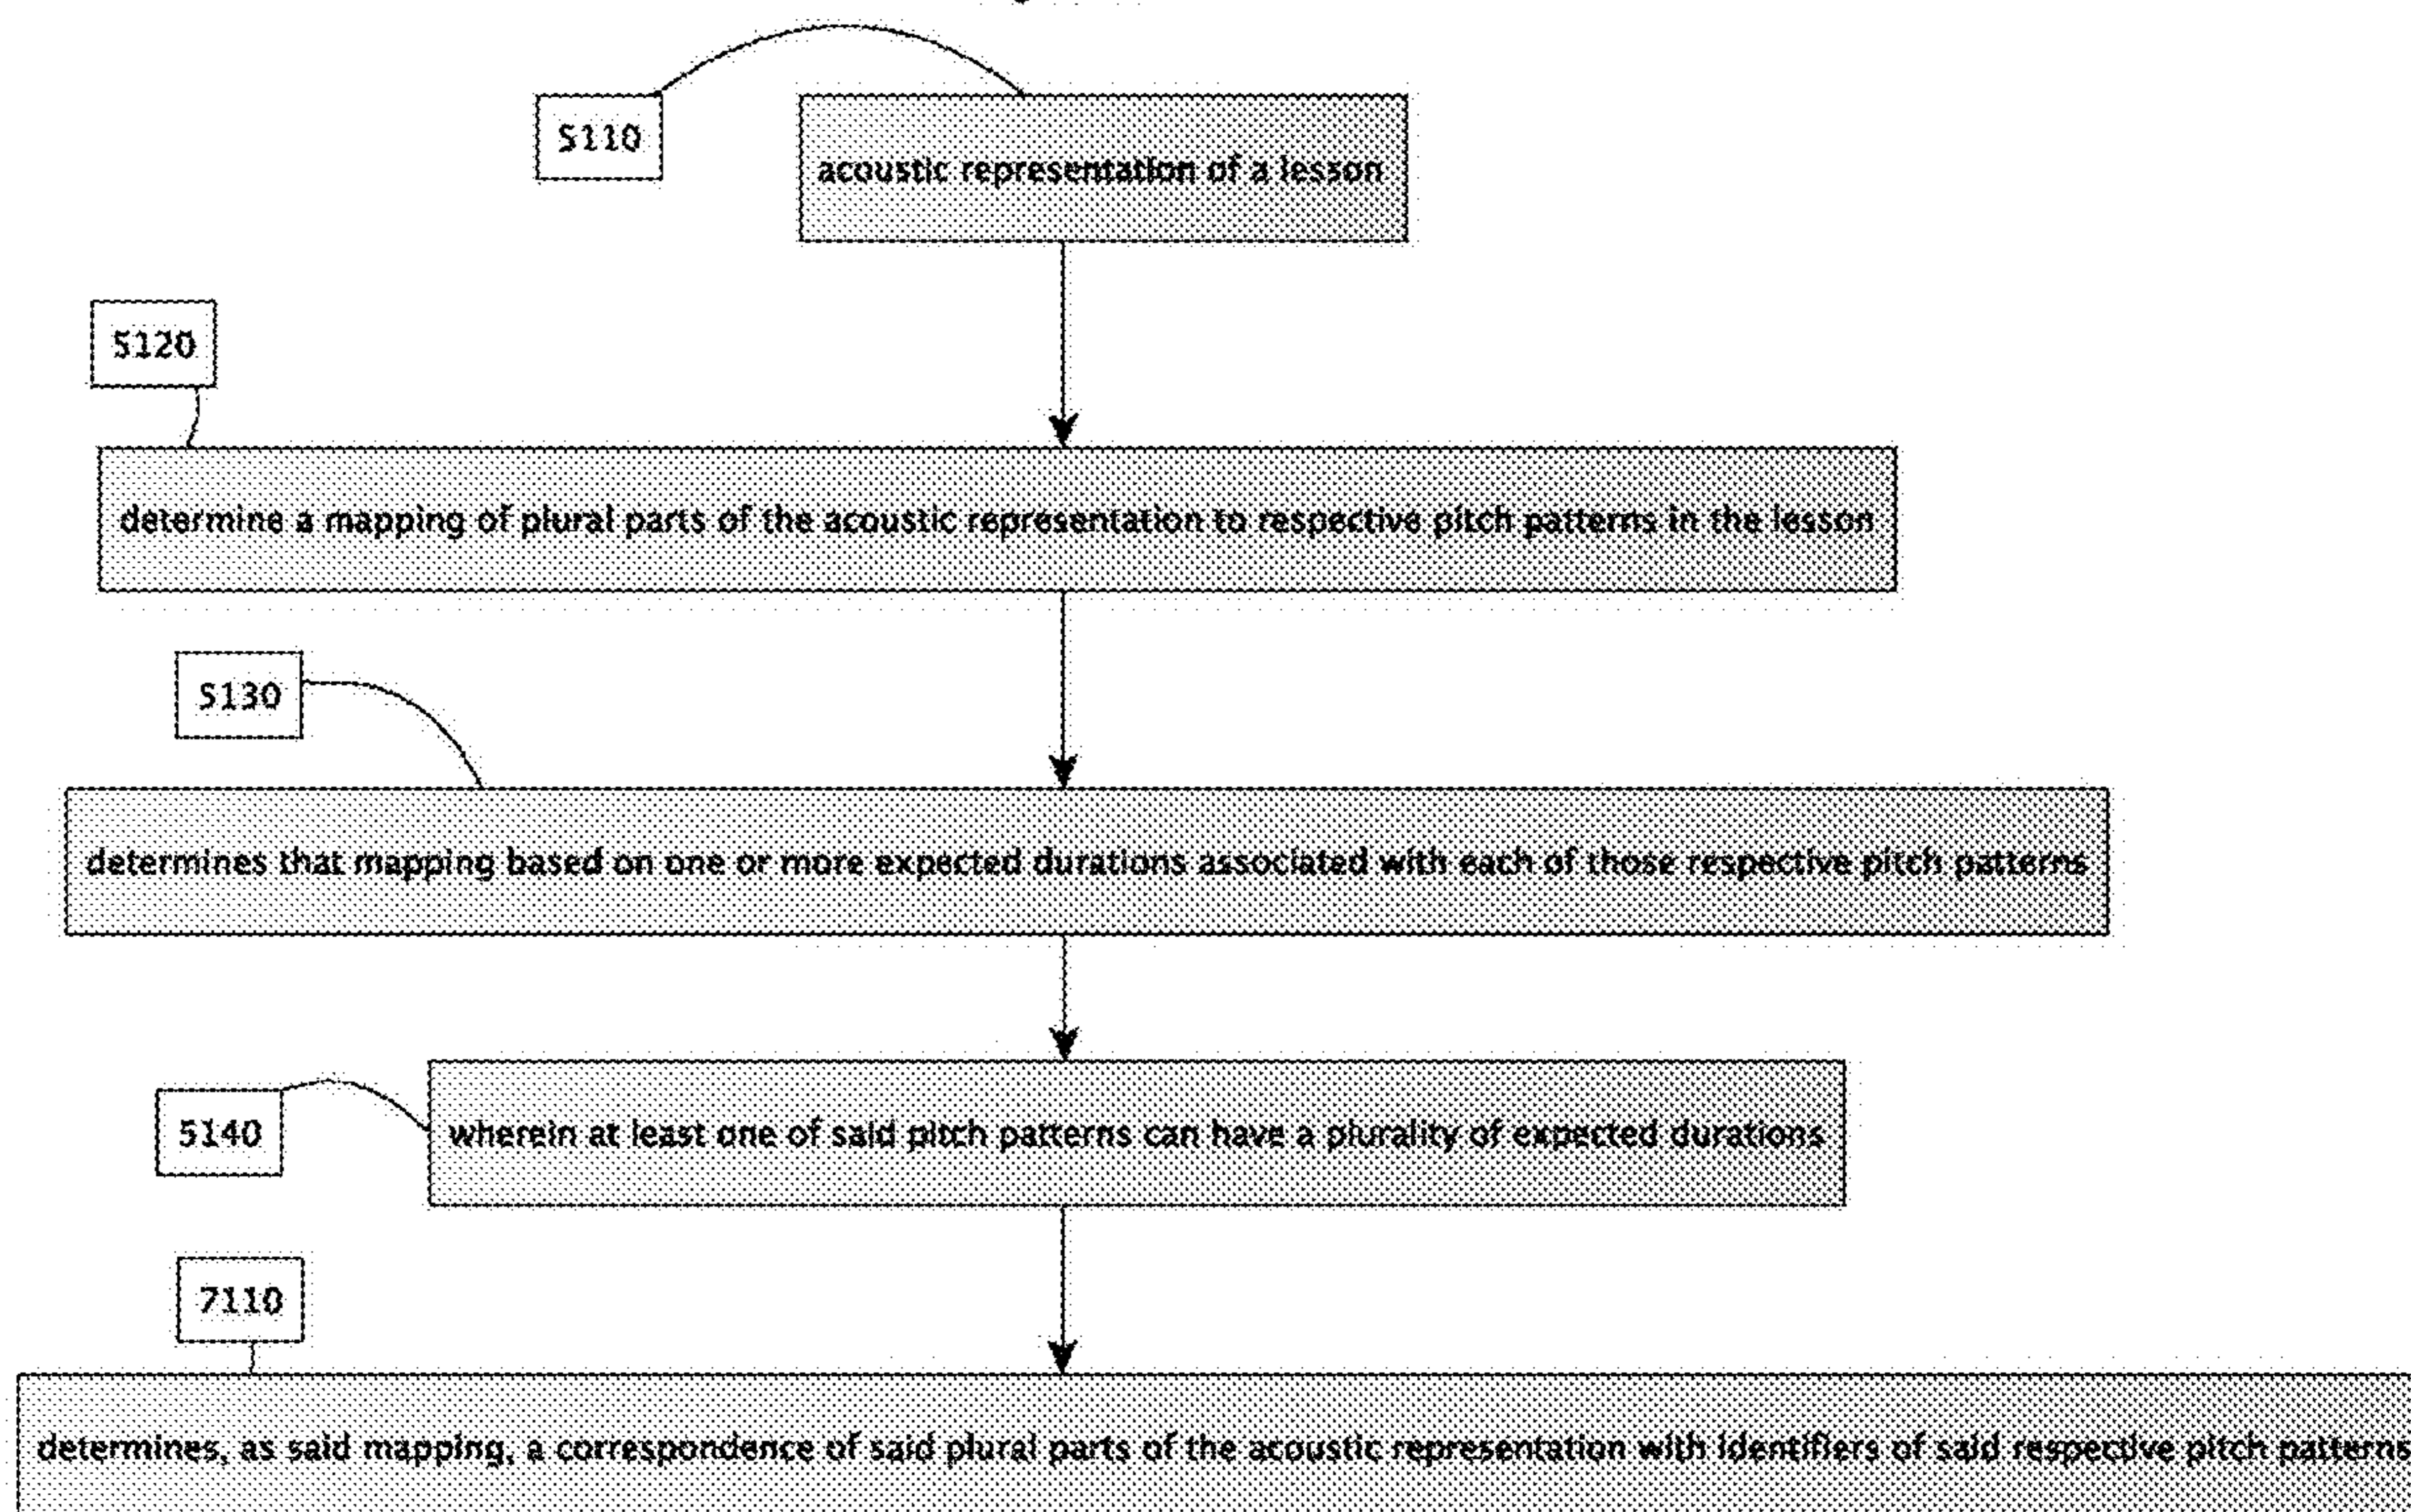 5110
acoustic representation of a lesson
5120
determine a mapping of plural parts of the acoustic representation to respective pitch patterns in the lesson
5130
determines that mapping based on one or more expected durations associated with each of those respective pitch patterns
5140
wherein at least one of said pitch patterns can have a plurality of expected durations
7110
determines, as said mapping, a correspondence of said plural parts of the acoustic representation with identifiers of said respective pitch patterns